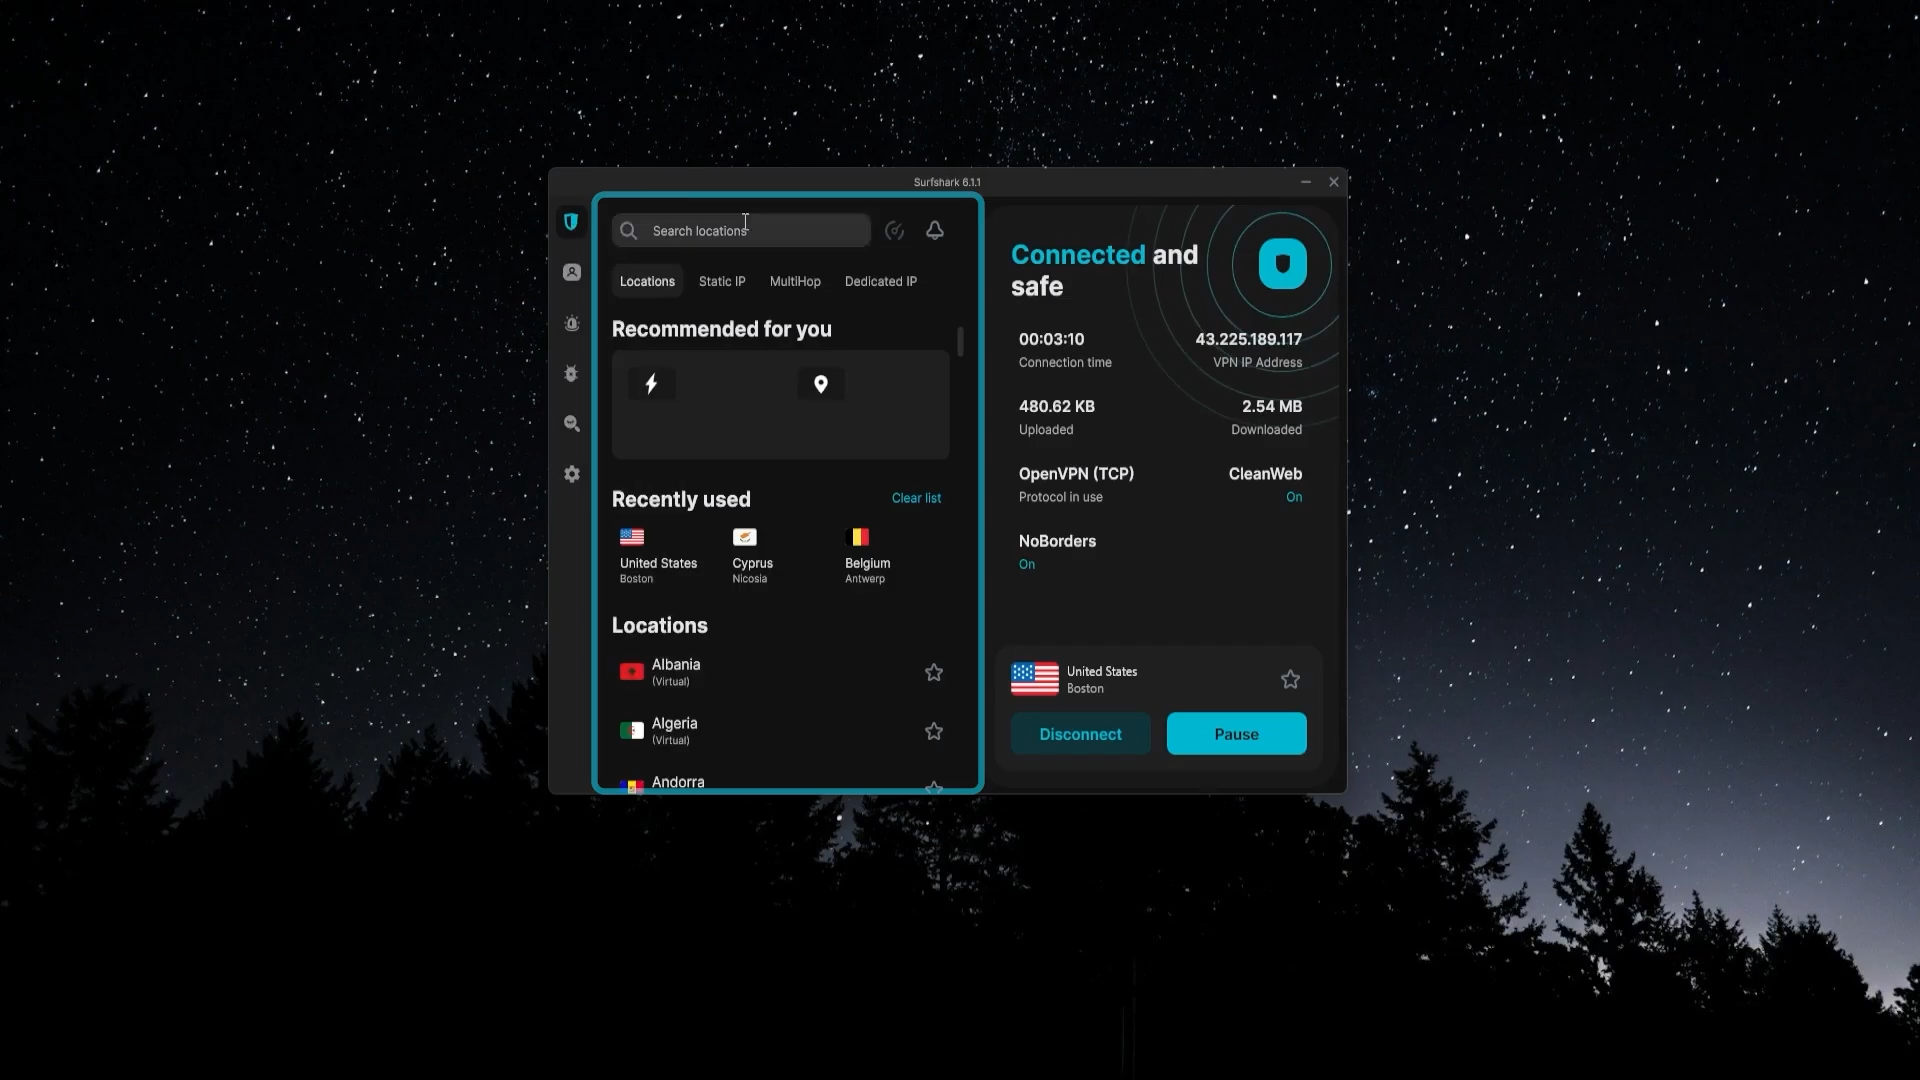 Surfshark 6.1.1
Search locations
Locations Static IP MultiHop Dedicated IP
Recommended for you
Recently used Clear list
United States
Boston
Cyprus
Nicosia
Belgium
Antwerp
Locations
Albania
(Virtual)
Algeria
(Virtual)
Andorra
Connected and
safe
00:03:10
Connection time
43.225.189.117
VPN IP Address
480.62 KB
Uploaded
2.54 MB
Downloaded
OpenVPN (TCP)
Protocol in use
CleanWeb
On
NoBorders
On
United States
Boston
Disconnect
Pause